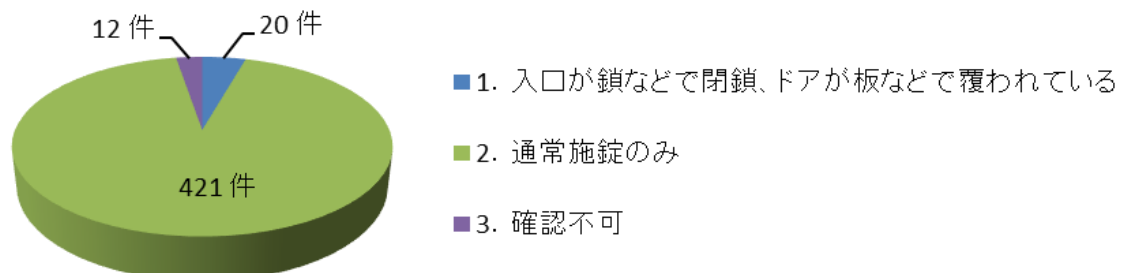 12 件
20 件
421 件
1. 入口が鎖などで閉鎖、ドアが板などで覆われている
2. 通常施錠のみ
3. 確認不可